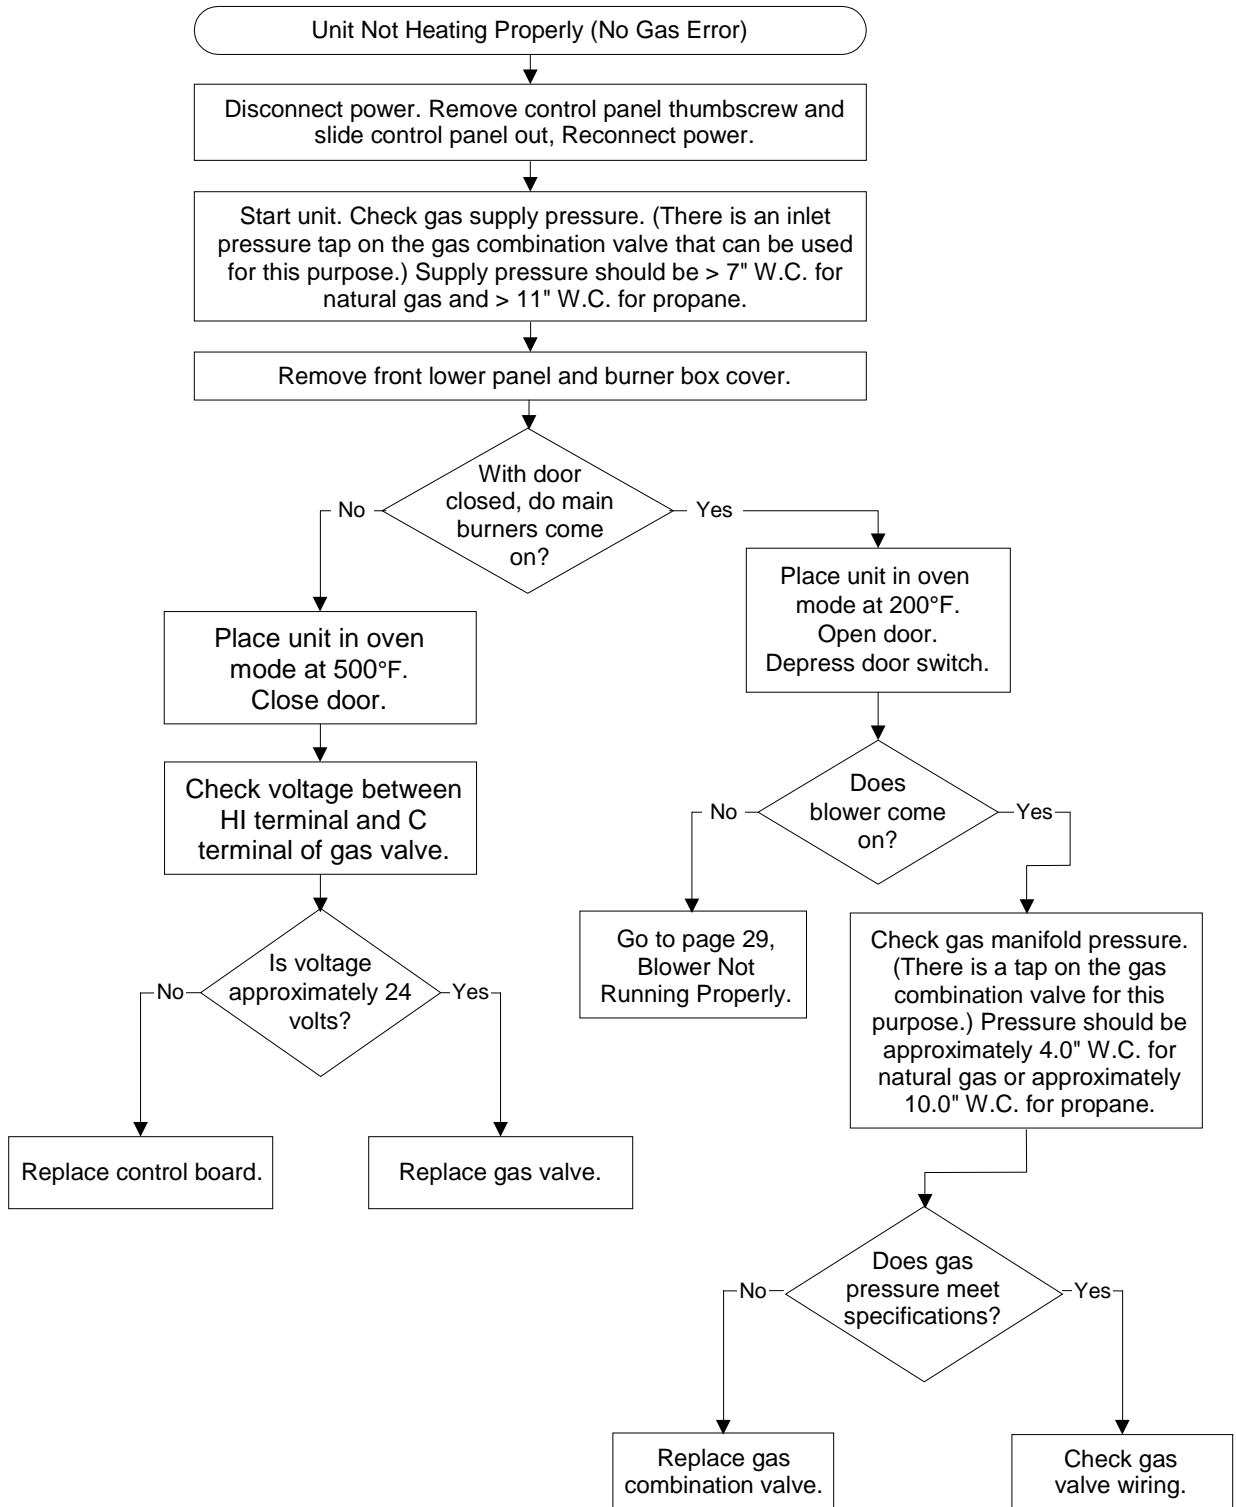 Unit Not Heating Properly (No Gas Error)
Disconnect power. Remove control panel thumbscrew and
slide control panel out, Reconnect power.
Start unit. Check gas supply pressure. (There is an inlet
pressure tap on the gas combination valve that can be used
for this purpose.) Supply pressure should be > 7" W.C. for
natural gas and > 11" W.C. for propane.
Remove front lower panel and burner box cover.
With door
closed, do main
burners come
on?
No
Yes
Place unit in oven
mode at 500°F.
Close door.
Place unit in oven
mode at 200°F.
Open door.
Depress door switch.
Check voltage between
HI terminal and C
terminal of gas valve.
Does
blower come
on?
No
Yes
Is voltage
approximately 24
volts?
No
Yes
Go to page 29,
Blower Not
Running Properly.
Check gas manifold pressure.
(There is a tap on the gas
combination valve for this
purpose.) Pressure should be
approximately 4.0" W.C. for
natural gas or approximately
10.0" W.C. for propane.
Replace control board.
Replace gas valve.
Does gas
pressure meet
specifications?
No
Yes
Replace gas
combination valve.
Check gas
valve wiring.